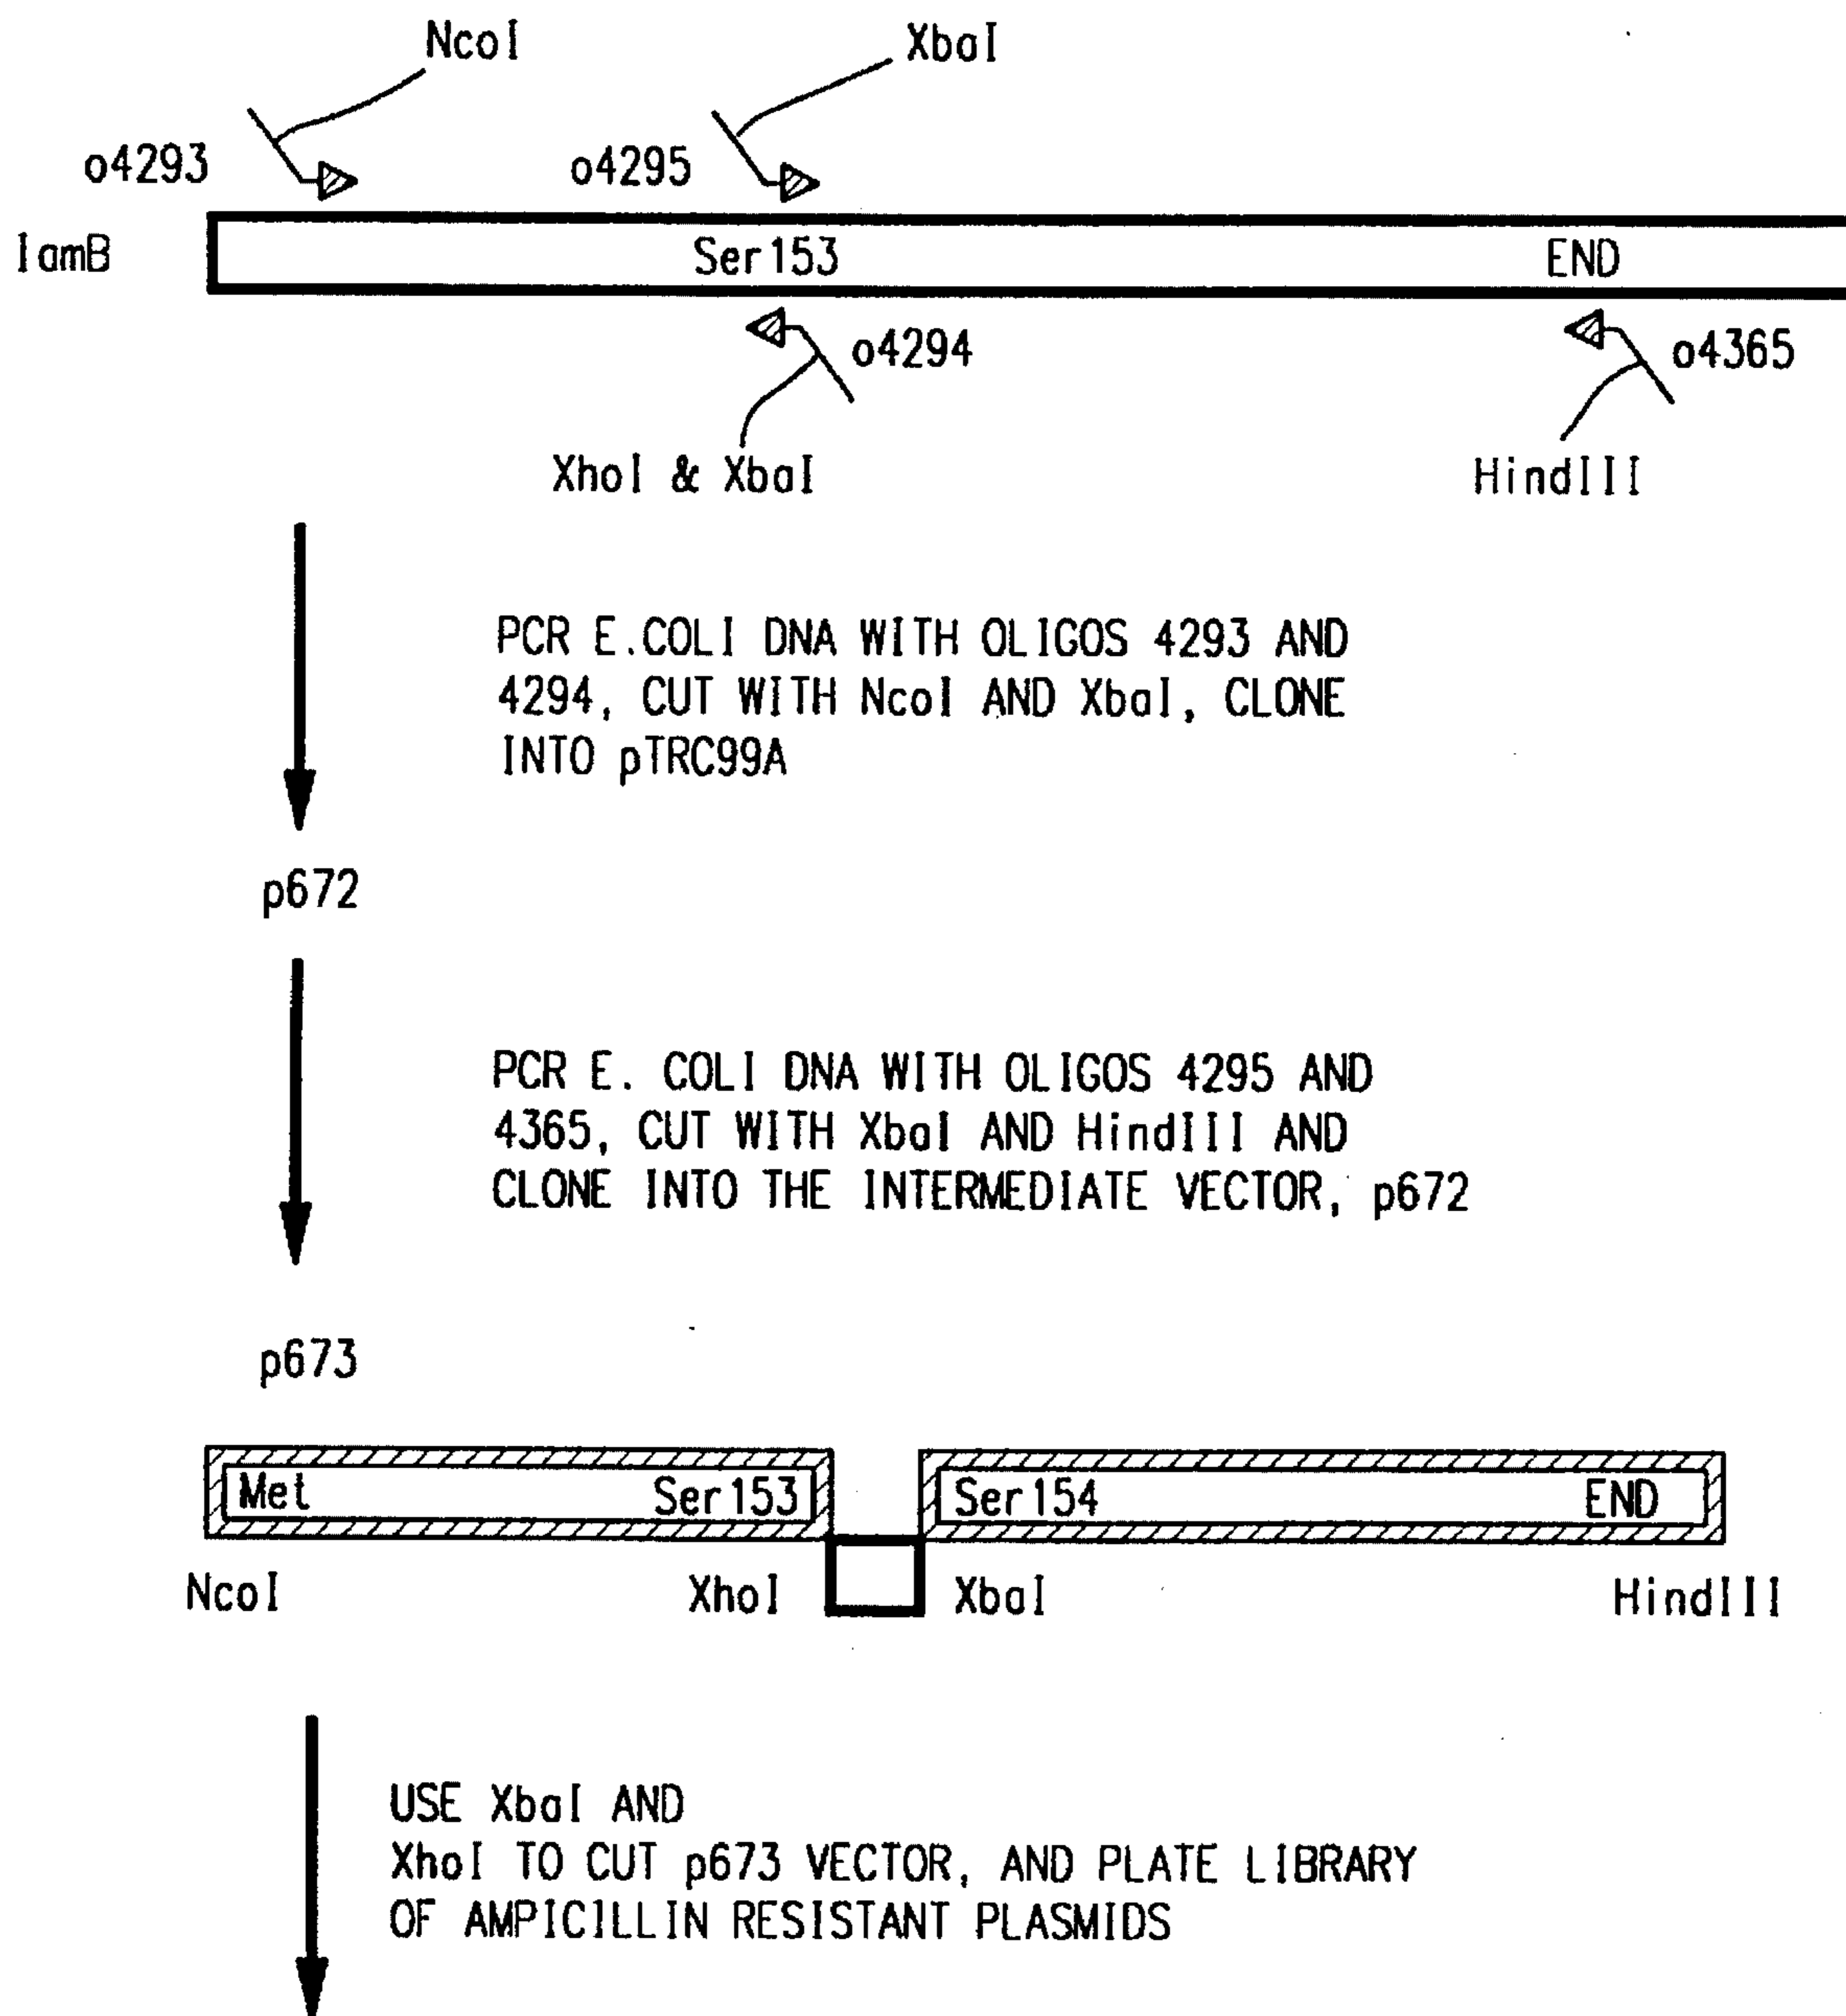 NcoI
XbaI
o4293
o4295
lamB
Ser153
END
o4294
o4365
XhoI & XbaI
HindIII
PCR E.COLI DNA WITH OLIGOS 4293 AND
4294, CUT WITH NcoI AND XbaI, CLONE
INTO pTRC99A
p672
PCR E. COLI DNA WITH OLIGOS 4295 AND
4365, CUT WITH XbaI AND HindIII AND
CLONE INTO THE INTERMEDIATE VECTOR, p672
p673
Met
Ser153
Ser154
END
NcoI
XhoI
XbaI
HindIII
USE XbaI AND
XhoI TO CUT p673 VECTOR, AND PLATE LIBRARY
OF AMPICILLIN RESISTANT PLASMIDS